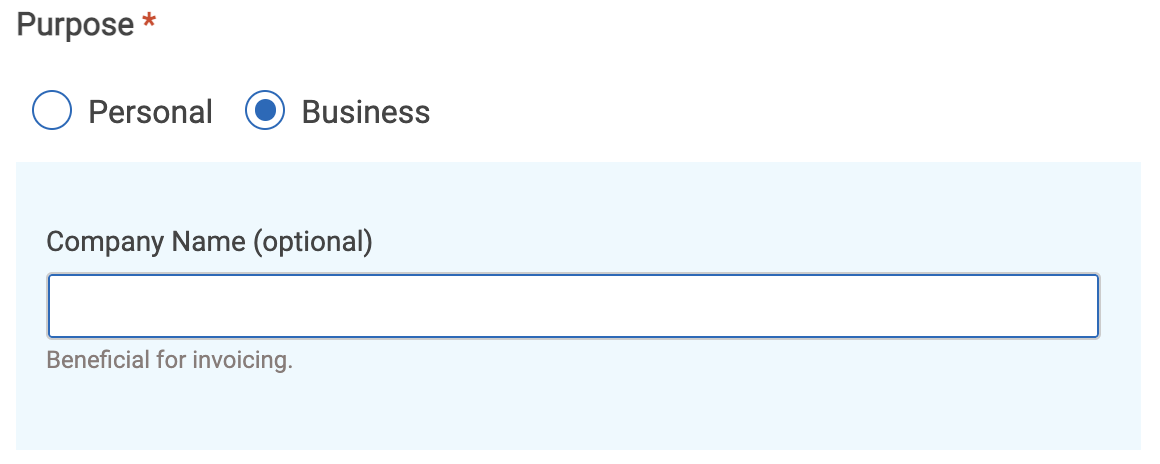 Purpose *
Personal Business
Company Name (optional)
Beneficial for invoicing.